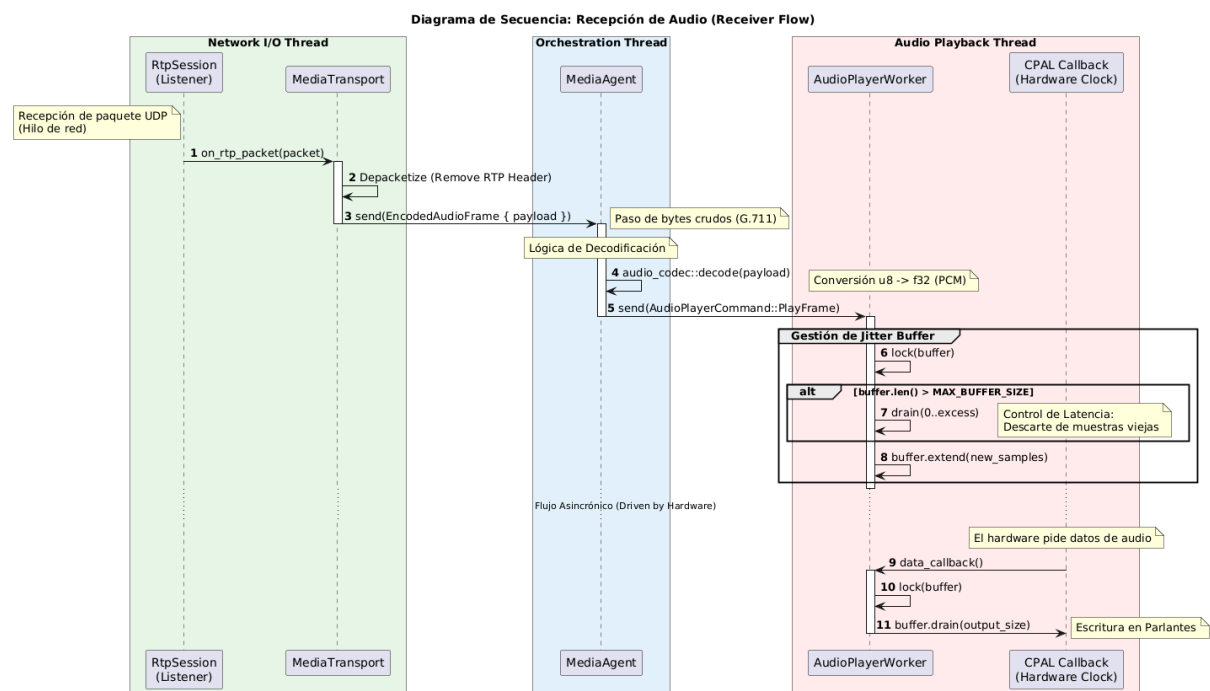 Diagrama de Secuencia: Recepción de Audio (Receiver Flow)
Network I/O Thread
Orchestration Thread
Audio Playback Thread
RtpSession
(Listener)
MediaTransport
MediaAgent
AudioPlayerWorker
CPAL Callback
(Hardware Clock)
Recepción de paquete UDP
(Hilo de red)
1 on_rtp_packet(packet)
2 Depacketize (Remove RTP Header)
3 send(EncodedAudioFrame { payload })
Paso de bytes crudos (G.711)
Lógica de Decodificación
4 audio_codec::decode(payload)
Conversión u8 -> f32 (PCM)
5 send(AudioPlayerCommand::PlayFrame)
Gestión de Jitter Buffer
6 lock(buffer)
alt [buffer.len() > MAX_BUFFER_SIZE]
7 drain(0..excess)
Control de Latencia:
Descarte de muestras viejas
8 buffer.extend(new_samples)
Flujo Asincrónico (Driven by Hardware)
El hardware pide datos de audio
9 data_callback()
10 lock(buffer)
11 buffer.drain(output_size)
Escritura en Parlantes
RtpSession
(Listener)
MediaTransport
MediaAgent
AudioPlayerWorker
CPAL Callback
(Hardware Clock)